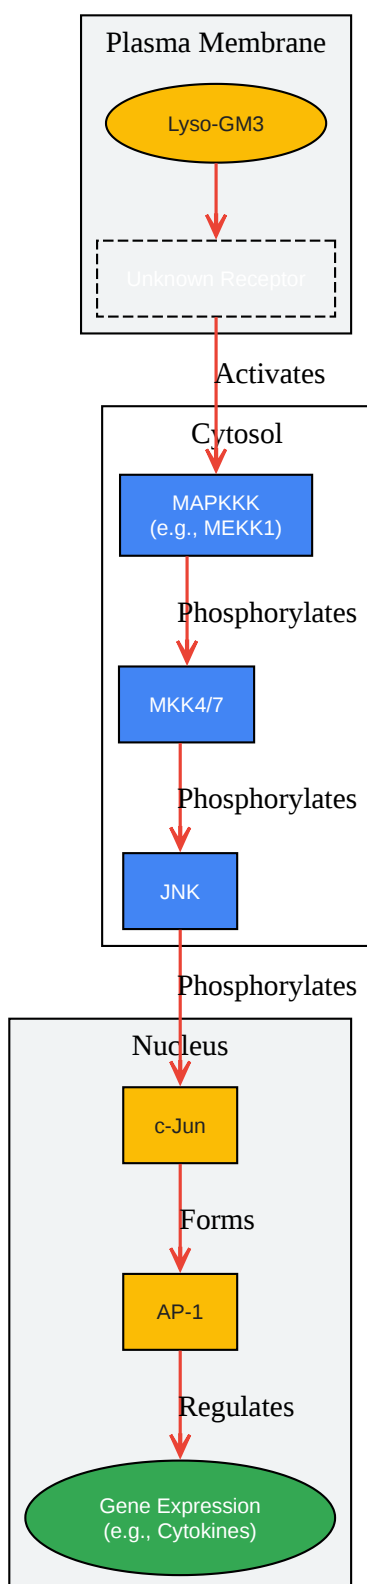 Plasma Membrane
Lyso-GM3
Unknown Receptor
Activates
Cytosol
MAPKKK
(e.g., MEKK1)
Phosphorylates
MKK4/7
Phosphorylates
JNK
Phosphorylates
Nucleus
c-Jun
Forms
AP-1
Regulates
Gene Expression
(e.g., Cytokines)